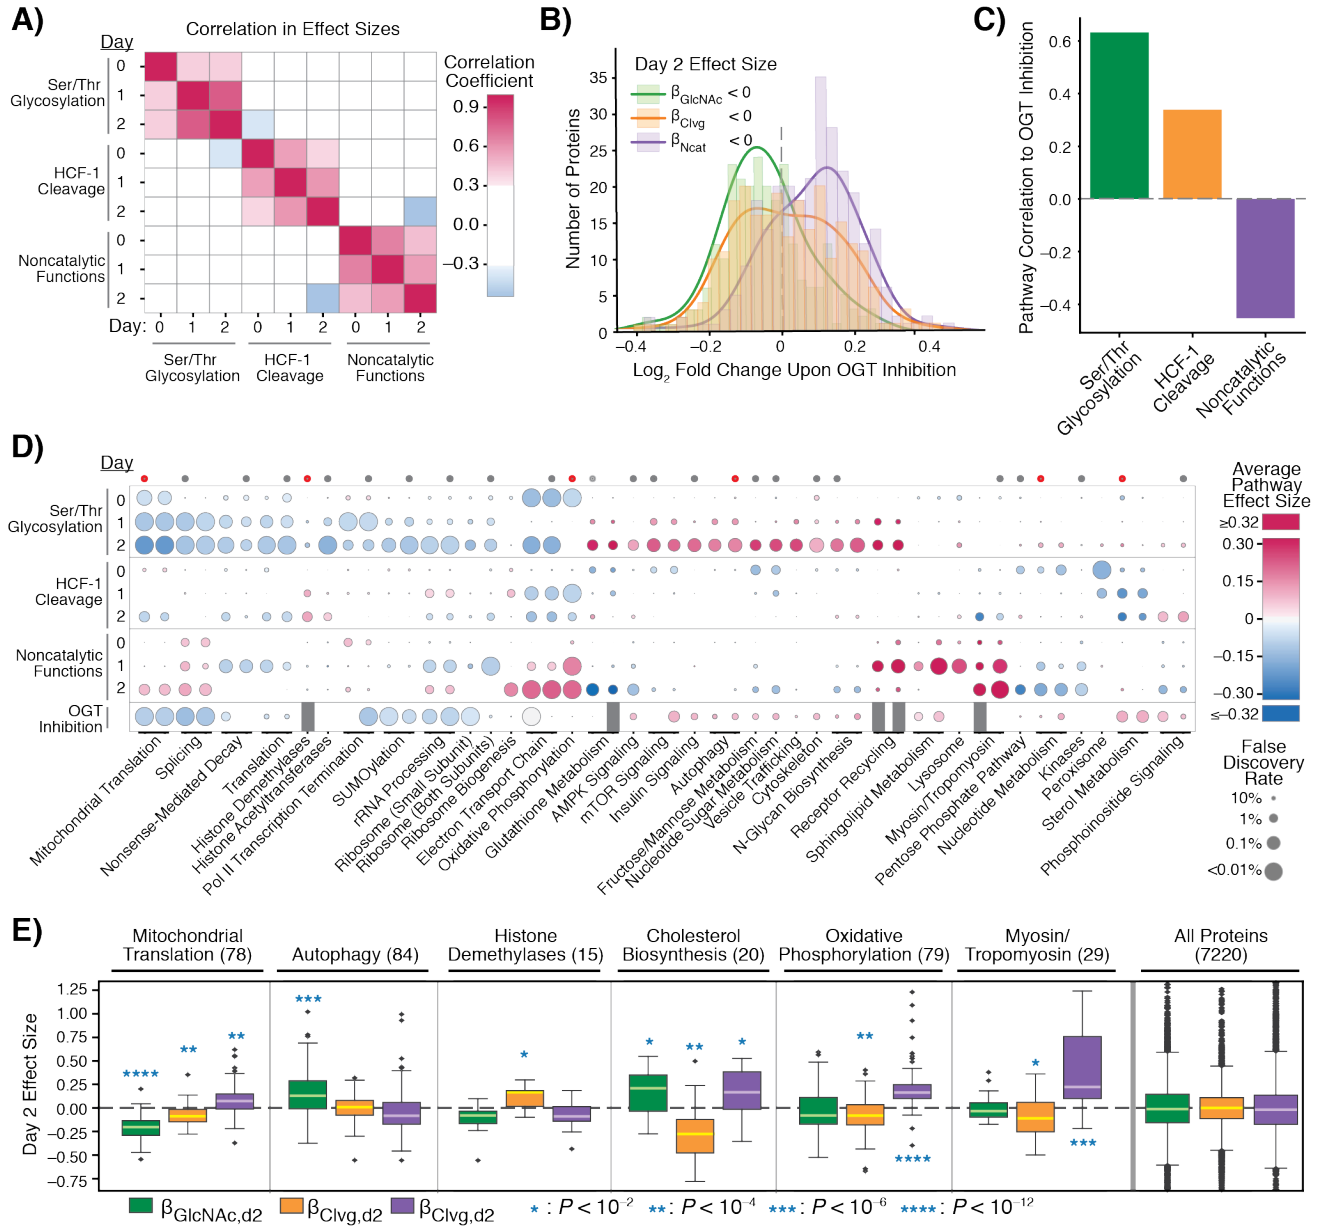 A)
Correlation in Effect Sizes
Day
0
Ser/Thr
Glycosylation
1
2
0
HCF-1
Cleavage
1
2
0
Noncatalytic
Functions
1
2
Day: 0 1 2 0 1 2 0 1 2
Ser/Thr
Glycosylation
HCF-1
Cleavage
Noncatalytic
Functions
Correlation
Coefficient
0.9
0.6
0.3
0.0
−0.3
B)
Day 2 Effect Size
βGlcNAc < 0
βClvg < 0
βNcat < 0
Number of Proteins
35
30
25
20
15
10
5
0
−0.4 −0.2 0 0.2 0.4
Log2 Fold Change Upon OGT Inhibition
C)
Pathway Correlation to OGT Inhibition
0.6
0.4
0.2
0.0
−0.2
−0.4
Ser/Thr
Glycosylation
HCF-1
Cleavage
Noncatalytic
Functions
D)
Day
Ser/Thr
Glycosylation
0
1
2
HCF-1
Cleavage
0
1
2
Noncatalytic
Functions
0
1
2
OGT
Inhibition
Mitochondrial Translation
Splicing
Nonsense-Mediated Decay
Translation
Histone Demethylases
Histone Acetyltransferases
Pol II Transcription Termination
SUMOylation
rRNA Processing
Ribosome (Small Subunit)
Ribosome (Both Subunits)
Ribosome Biogenesis
Electron Transport Chain
Oxidative Phosphorylation
Glutathione Metabolism
AMPK Signaling
mTOR Signaling
Insulin Signaling
Autophagy
Fructose/Mannose Metabolism
Nucleotide Sugar Metabolism
Vesicle Trafficking
Cytoskeleton
N-Glycan Biosynthesis
Receptor Recycling
Sphingolipid Metabolism
Lysosome
Myosin/Tropomyosin
Pentose Phosphate Pathway
Nucleotide Metabolism
Kinases
Peroxisome
Sterol Metabolism
Phosphoinositide Signaling
Average
Pathway
Effect Size
≥0.32
0.30
0.15
0
−0.15
−0.30
≤−0.32
False
Discovery
Rate
10%
1%
0.1%
<0.01%
E)
Mitochondrial
Translation (78)
Autophagy (84)
Histone
Demethylases (15)
Cholesterol
Biosynthesis (20)
Oxidative
Phosphorylation (79)
Myosin/
Tropomyosin (29)
All Proteins
(7220)
Day 2 Effect Size
1.25
1.00
0.75
0.50
0.25
0.00
−0.25
−0.50
−0.75
**** ** ** *** * * ** * ** **** * ***
βGlcNAc,d2 βClvg,d2 βClvg,d2 * : P < 10−2 ** : P < 10−4 *** : P < 10−6 **** : P < 10−12